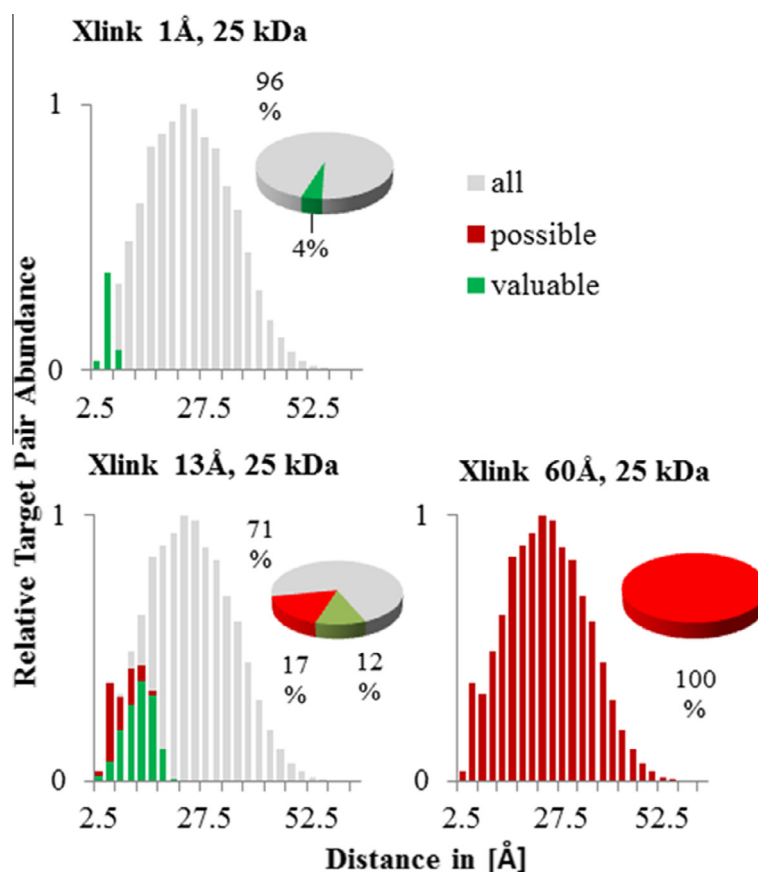 Xlink 1Å, 25 kDa
96
%
1
all
possible
valuable
4%
0
2.5 27.5 52.5
Relative Target Pair Abundance
Xlink 13Å, 25 kDa
Xlink 60Å, 25 kDa
1
71
%
17
%
12
%
0
2.5 27.5 52.5
1
100
%
0
2.5 27.5 52.5
Distance in [Å]